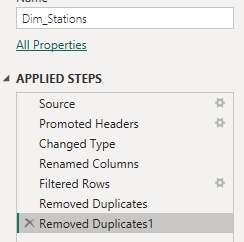 Name
Dim_Stations
All Properties
APPLIED STEPS
Source
Promoted Headers
Changed Type
Renamed Columns
Filtered Rows
Removed Duplicates
Removed Duplicates1